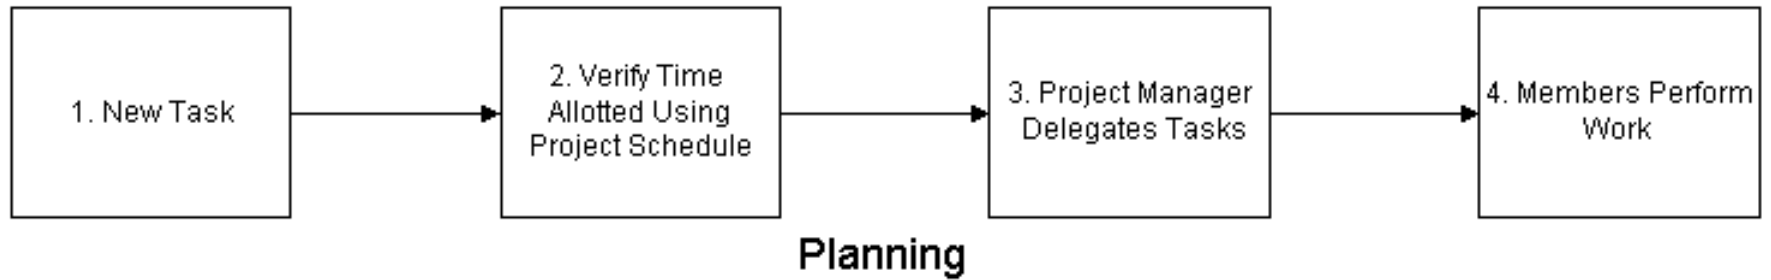 1. New Task
2. Verify Time
Allotted Using
Project Schedule
3. Project Manager
Delegates Tasks
4. Members Perform
Work
Planning